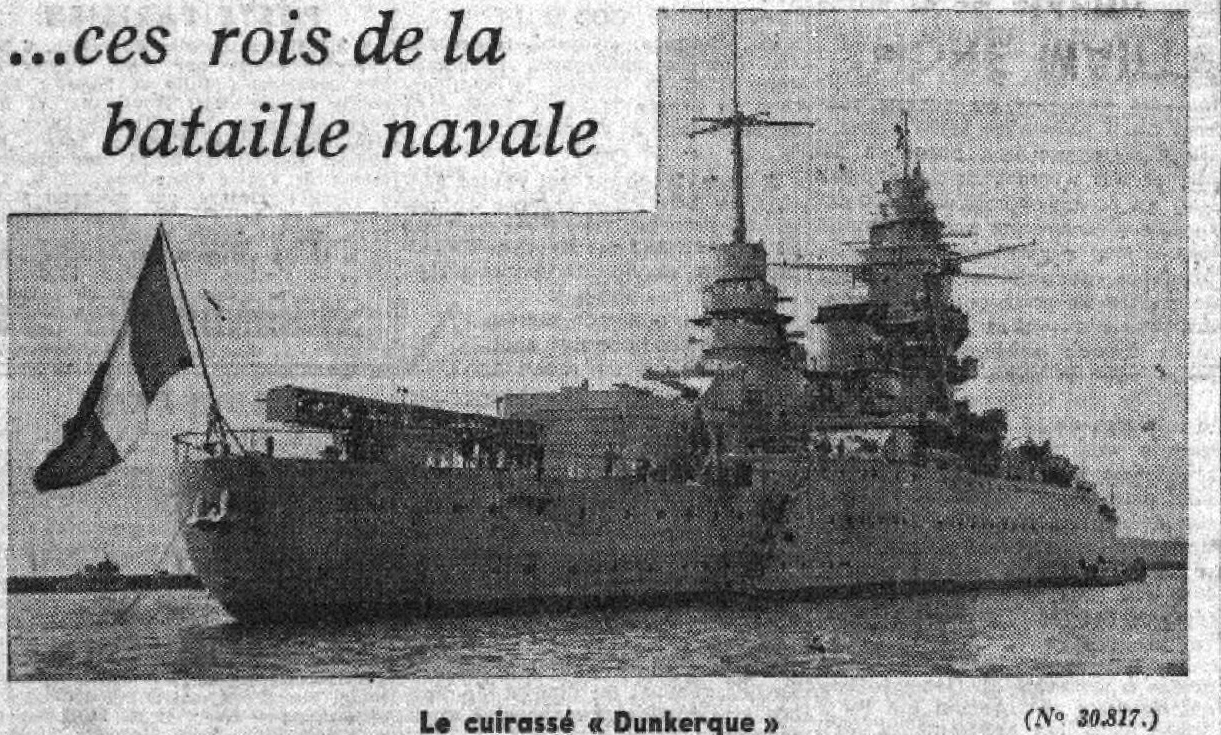 ...ces rois de la
bataille navale
Le cuirassé « Dunkerque »
(N° 30.817.)